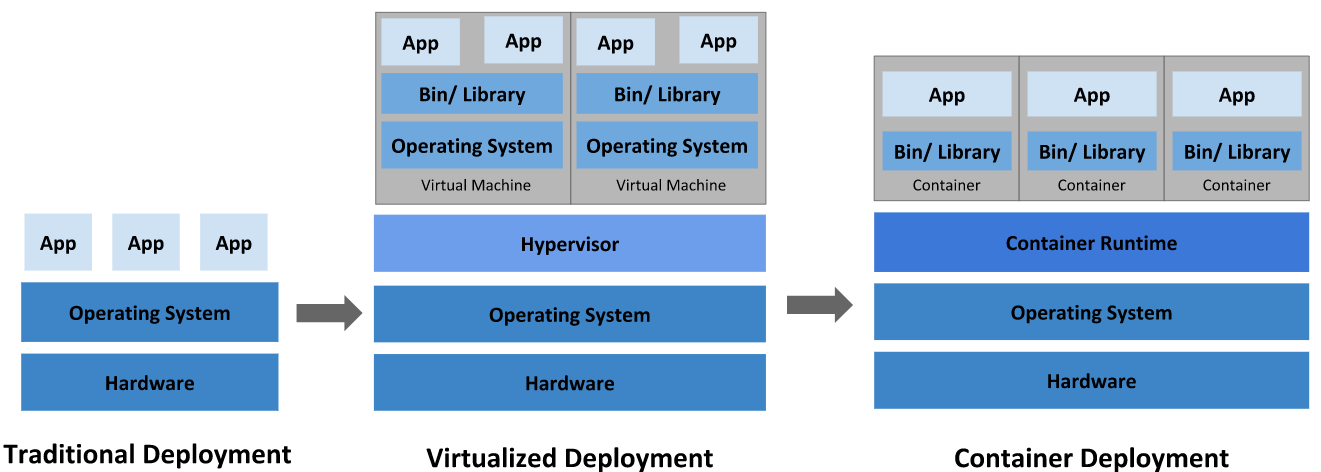 App
App
App
Operating System
Hardware
Traditional Deployment
App
App
App
App
Bin/ Library
Bin/ Library
Operating System
Operating System
Virtual Machine
Virtual Machine
Hypervisor
Operating System
Hardware
Virtualized Deployment
App
App
App
Bin/ Library
Bin/ Library
Bin/ Library
Container
Container
Container
Container Runtime
Operating System
Hardware
Container Deployment